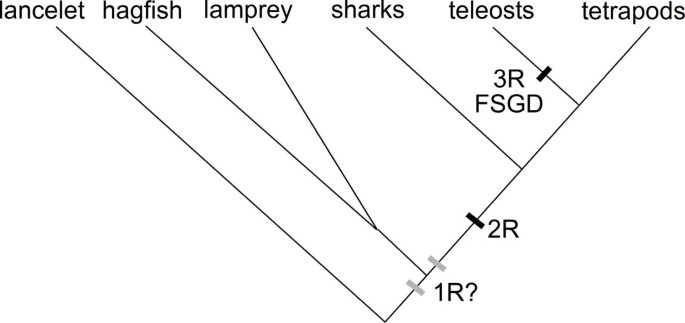 lancelet hagfish lamprey sharks teleosts tetrapods
3R
FSGD
2R
1R?